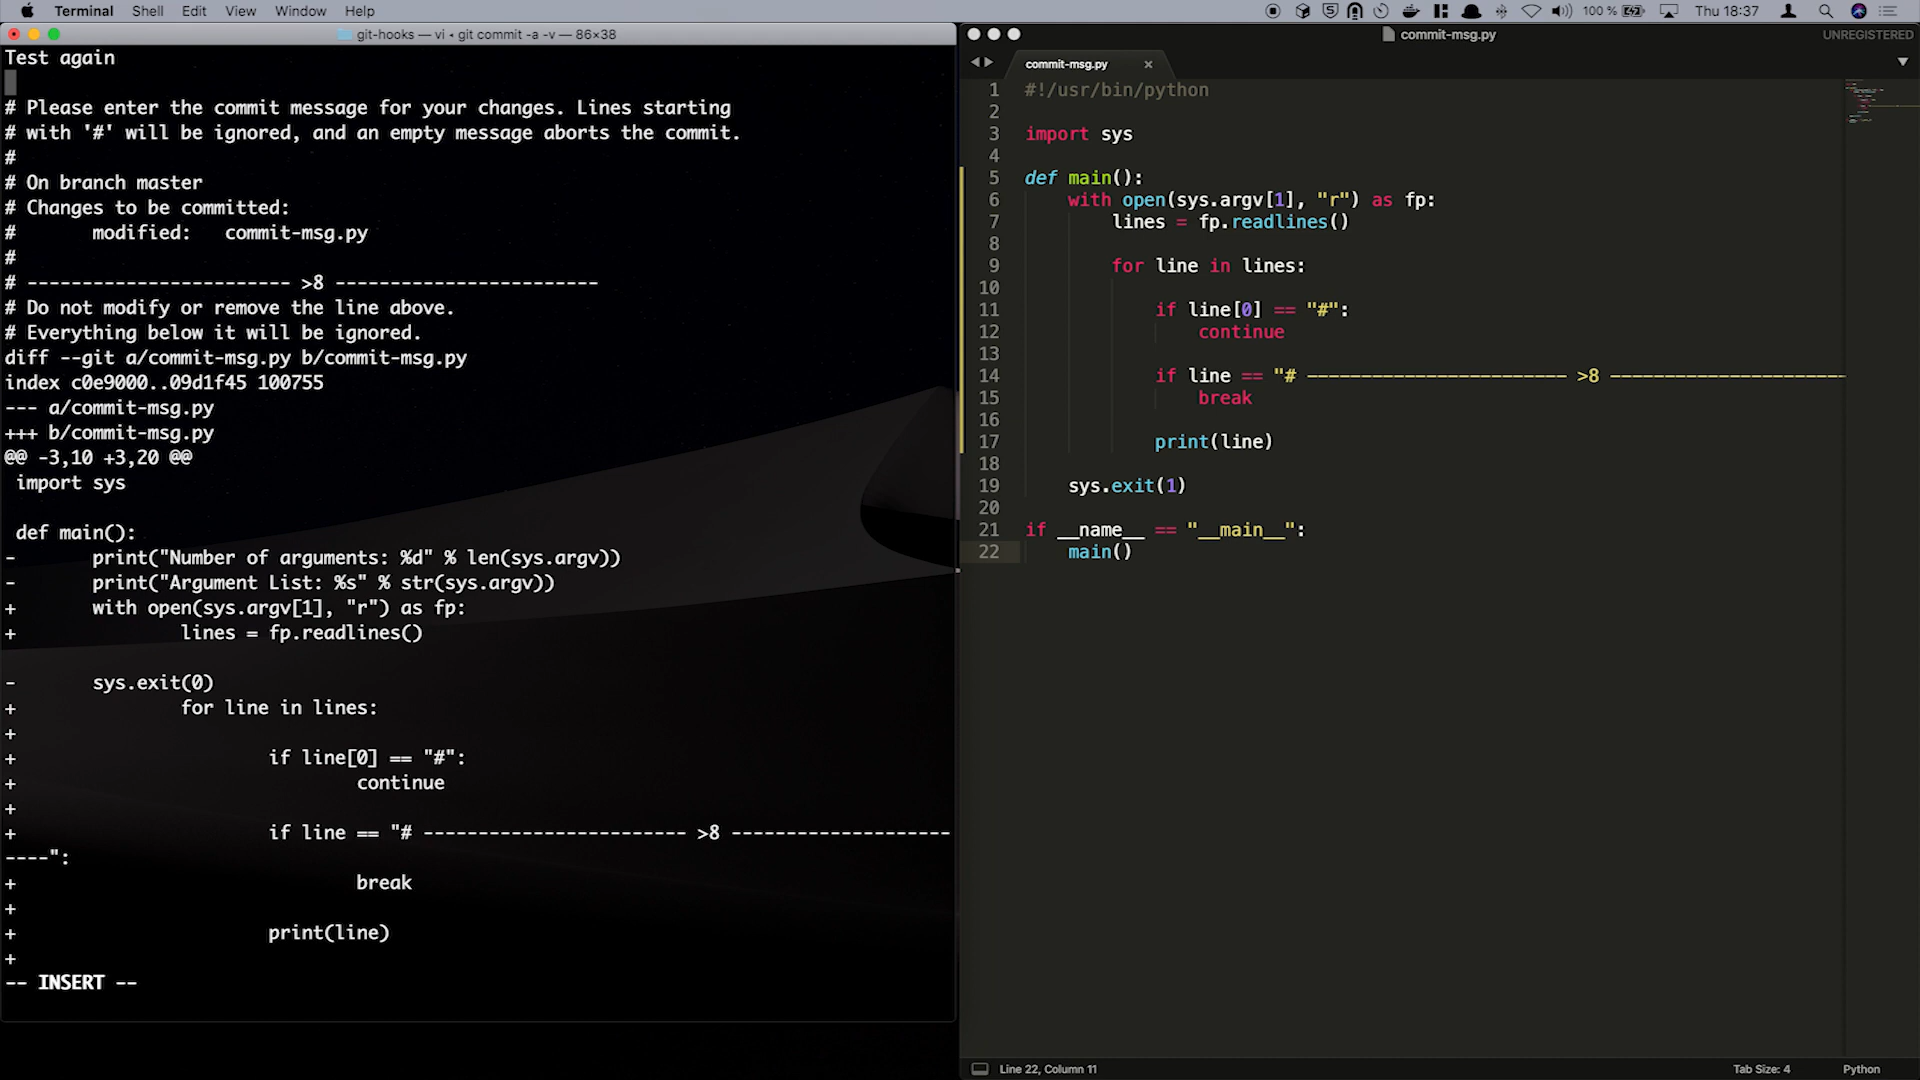 Terminal Shell Edit View Window Help
100 % Thu 18:37
git-hooks — vi ◂ git commit -a -v — 86×38
Test again
# Please enter the commit message for your changes. Lines starting
# with '#' will be ignored, and an empty message aborts the commit.
#
# On branch master
# Changes to be committed:
#       modified:   commit-msg.py
#
# ------------------------ >8 ------------------------
# Do not modify or remove the line above.
# Everything below it will be ignored.
diff --git a/commit-msg.py b/commit-msg.py
index c0e9000..09d1f45 100755
--- a/commit-msg.py
+++ b/commit-msg.py
@@ -3,10 +3,20 @@
 import sys
 def main():
-       print("Number of arguments: %d" % len(sys.argv))
-       print("Argument List: %s" % str(sys.argv))
+       with open(sys.argv[1], "r") as fp:
+               lines = fp.readlines()
-       sys.exit(0)
+               for line in lines:
+
+                       if line[0] == "#":
+                               continue
+
+                       if line == "# ------------------------ >8 --------------------
----":
+                               break
+
+                       print(line)
+
-- INSERT --
commit-msg.py
UNREGISTERED
commit-msg.py ×
1 #!/usr/bin/python
2
3 import sys
4
5 def main():
6     with open(sys.argv[1], "r") as fp:
7         lines = fp.readlines()
8
9         for line in lines:
10
11             if line[0] == "#":
12                 continue
13
14             if line == "# ------------------------ >8 ----------------------
15                 break
16
17             print(line)
18
19     sys.exit(1)
20
21 if __name__ == "__main__":
22     main()
Line 22, Column 11
Tab Size: 4
Python